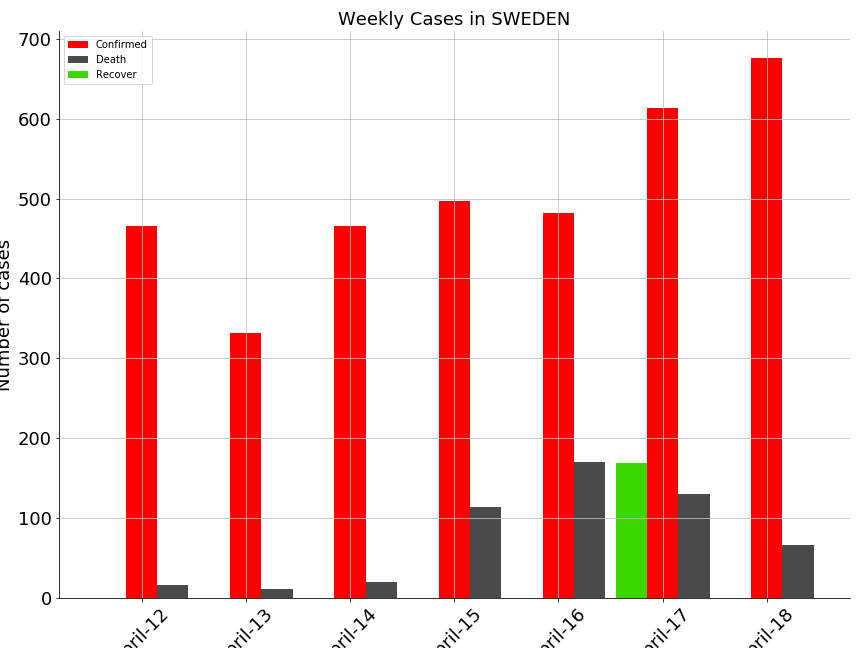 Weekly Cases in SWEDEN
Confirmed
Death
Recover
Number of cases
700
600
500
400
300
200
100
0
pril-12
pril-13
pril-14
pril-15
pril-16
pril-17
pril-18